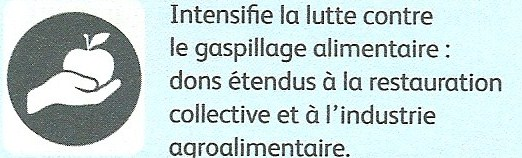 Intensifie la lutte contre
le gaspillage alimentaire :
dons étendus à la restauration
collective et à l'industrie
agroalimentaire.